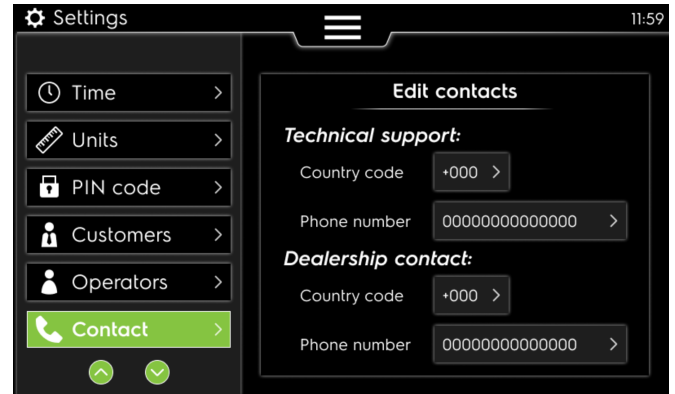 Settings
11:59
Time
Units
PIN code
Customers
Operators
Contact
Edit contacts
Technical support:
Country code +000
Phone number 00000000000000
Dealership contact:
Country code +000
Phone number 00000000000000